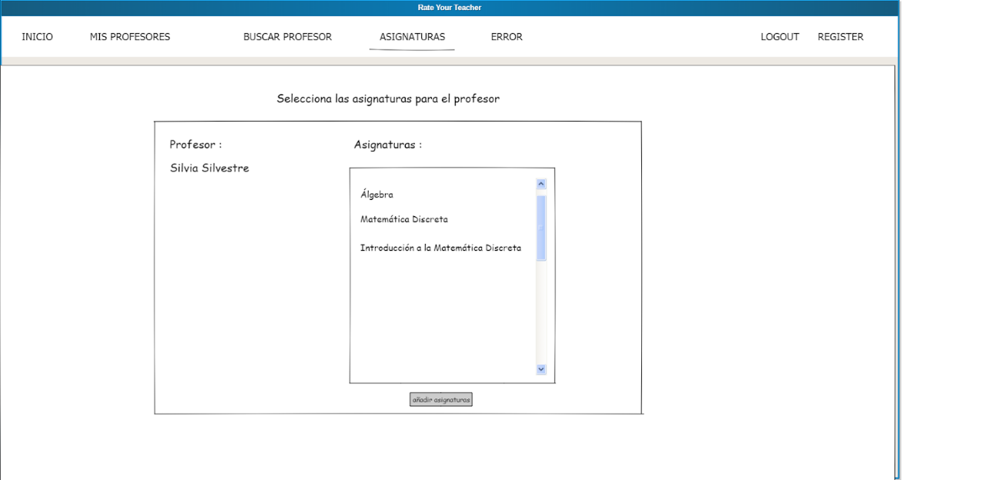 Rate Your Teacher
INICIO MIS PROFESORES BUSCAR PROFESOR ASIGNATURAS ERROR LOGOUT REGISTER
Selecciona las asignaturas para el profesor
Profesor : Asignaturas :
Silvia Silvestre
Álgebra
Matemática Discreta
Introducción a la Matemática Discreta
añadir asignaturas